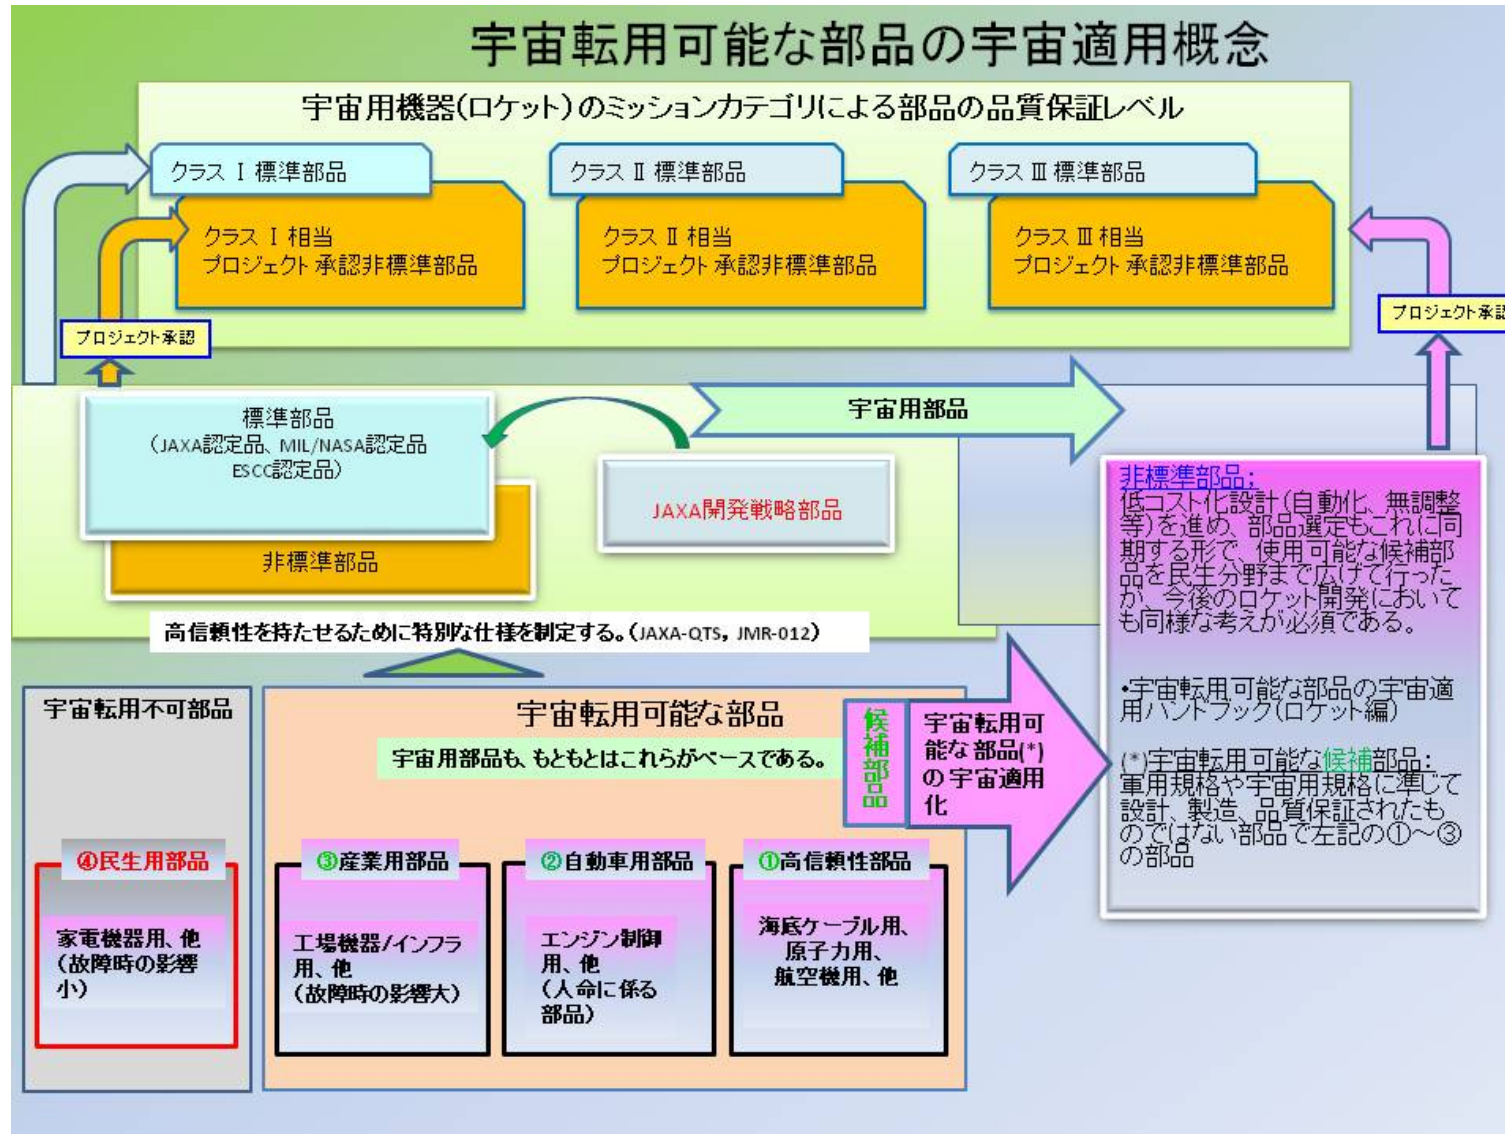 宇宙転用可能な部品の宇宙適用概念
宇宙用機器(ロケット)のミッションカテゴリによる部品の品質保証レベル
クラス Ⅰ 標準部品
クラス Ⅱ 標準部品
クラス Ⅲ 標準部品
クラス Ⅰ 相当
プロジェクト 承認非標準部品
クラス Ⅱ 相当
プロジェクト 承認非標準部品
クラス Ⅲ 相当
プロジェクト 承認非標準部品
プロジェクト承認
プロジェクト承認
標準部品
（JAXA認定品、MIL/NASA認定品
ESCC認定品）
非標準部品
JAXA開発戦略部品
宇宙用部品
高信頼性を持たせるために特別な仕様を制定する。（JAXA-QTS, JMR-012）
非標準部品；
低コスト化設計（自動化、無調整
等）を進め、部品選定もこれに同
期する形で、使用可能な候補部
品を民生分野まで広げて行った
が、今後のロケット開発において
も同様な考えが必須である。
•宇宙転用可能な部品の宇宙適
用ハンドブック(ロケット編）
(*)宇宙転用可能な候補部品：
軍用規格や宇宙用規格に準じて
設計、製造、品質保証されたも
のではない部品で左記の①～③
の部品
宇宙転用不可部品
④民生用部品
家電機器用、他
（故障時の影響
小）
宇宙転用可能な部品
宇宙用部品も、もともとはこれらがベースである。
候補部品
宇宙転用可
能な部品(*)
の宇宙適用
化
③産業用部品
工場機器/インフラ
用、他
（故障時の影響大）
②自動車用部品
エンジン制御
用、他
（人命に係る
部品）
①高信頼性部品
海底ケーブル用、
原子力用、
航空機用、他